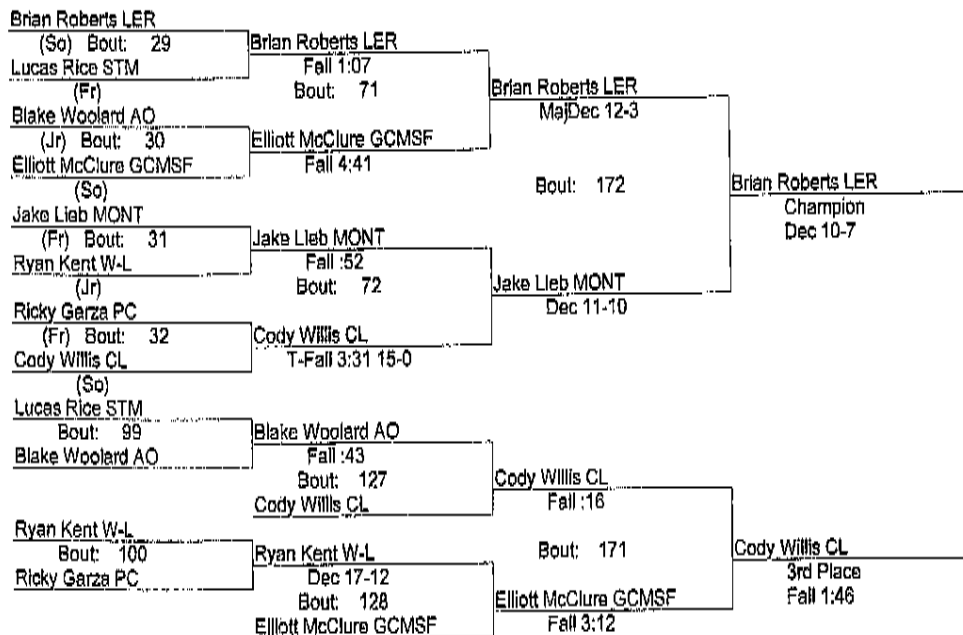 Brian Roberts LER
(So) Bout: 29
Lucas Rice STM
(Fr)
Blake Woolard AO
(Jr) Bout: 30
Elliott McClure GCMSF
(So)
Jake Lieb MONT
(Fr) Bout: 31
Ryan Kent W-L
(Jr)
Ricky Garza PC
(Fr) Bout: 32
Cody Willis CL
(So)
Lucas Rice STM
Bout: 99
Blake Woolard AO
Ryan Kent W-L
Bout: 100
Ricky Garza PC
Brian Roberts LER
Fall 1:07
Bout: 71
Elliott McClure GCMSF
Fall 4:41
Jake Lieb MONT
Fall :52
Bout: 72
Cody Willis CL
T-Fall 3:31 15-0
Blake Woolard AO
Fall :43
Bout: 127
Cody Willis CL
Ryan Kent W-L
Dec 17-12
Bout: 128
Elliott McClure GCMSF
Brian Roberts LER
MajDec 12-3
Bout: 172
Jake Lieb MONT
Dec 11-10
Cody Willis CL
Fall :16
Bout: 171
Elliott McClure GCMSF
Fall 3:12
Brian Roberts LER
Champion
Dec 10-7
Cody Willis CL
3rd Place
Fall 1:46